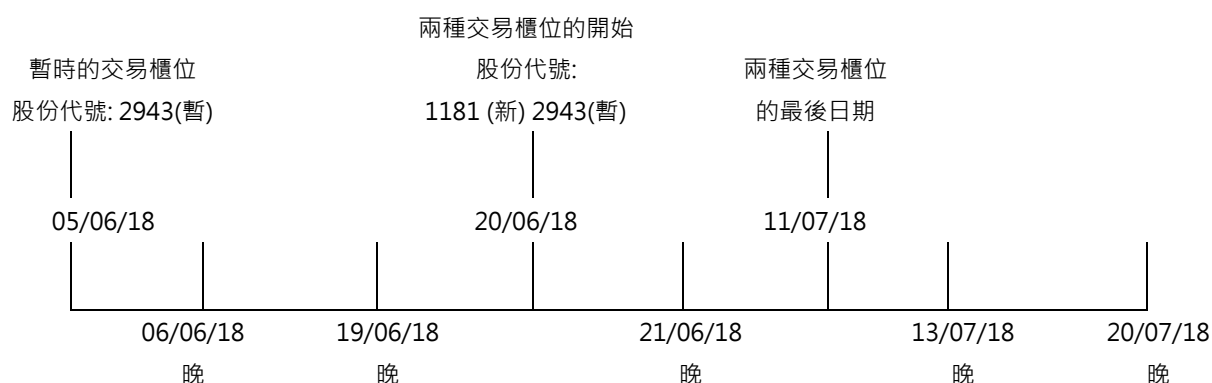 兩種交易櫃位的開始
暫時的交易櫃位
股份代號:
兩種交易櫃位
股份代號: 2943(暫)
1181 (新) 2943(暫)
的最後日期
05/06/18
20/06/18
11/07/18
06/06/18
19/06/18
21/06/18
13/07/18
20/07/18
晚
晚
晚
晚
晚